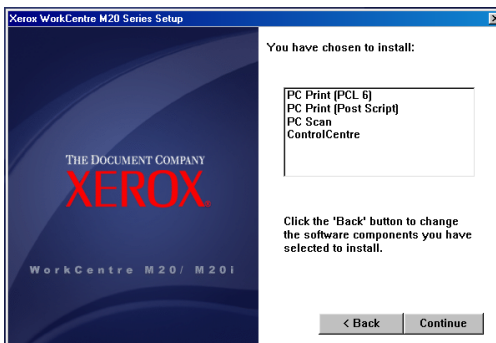 Xerox WorkCentre M20 Series Setup
You have chosen to install:
PC Print (PCL 6)
PC Print (Post Script)
PC Scan
ControlCentre
THE DOCUMENT COMPANY
XEROX.
WorkCentre M20/ M20i
Click the 'Back' button to change
the software components you have
selected to install.
< Back
Continue